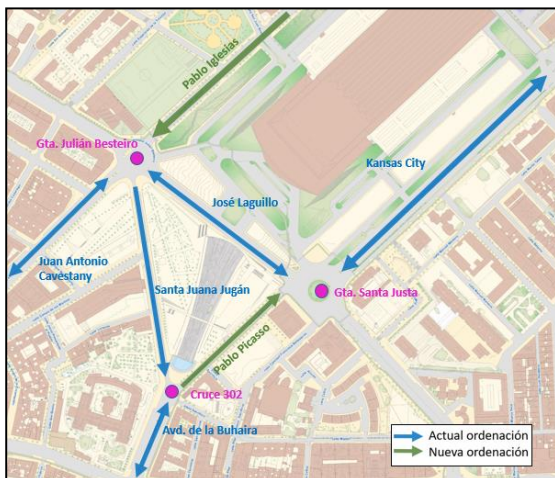 Pablo Iglesias
Gta. Julián Besteiro
Kansas City
José Laguillo
Juan Antonio
Cavestany
Santa Juana Jugán
Gta. Santa Justa
Pablo Picasso
Cruce 302
Avd. de la Buhaira
Actual ordenación
Nueva ordenación